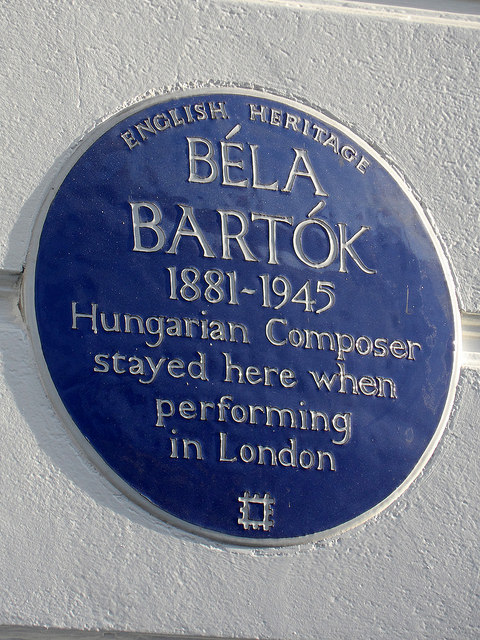 ENGLISH HERITAGE
BÉLA
BARTÓK
1881-1945
Hungarian Composer
stayed here when
performing
in London